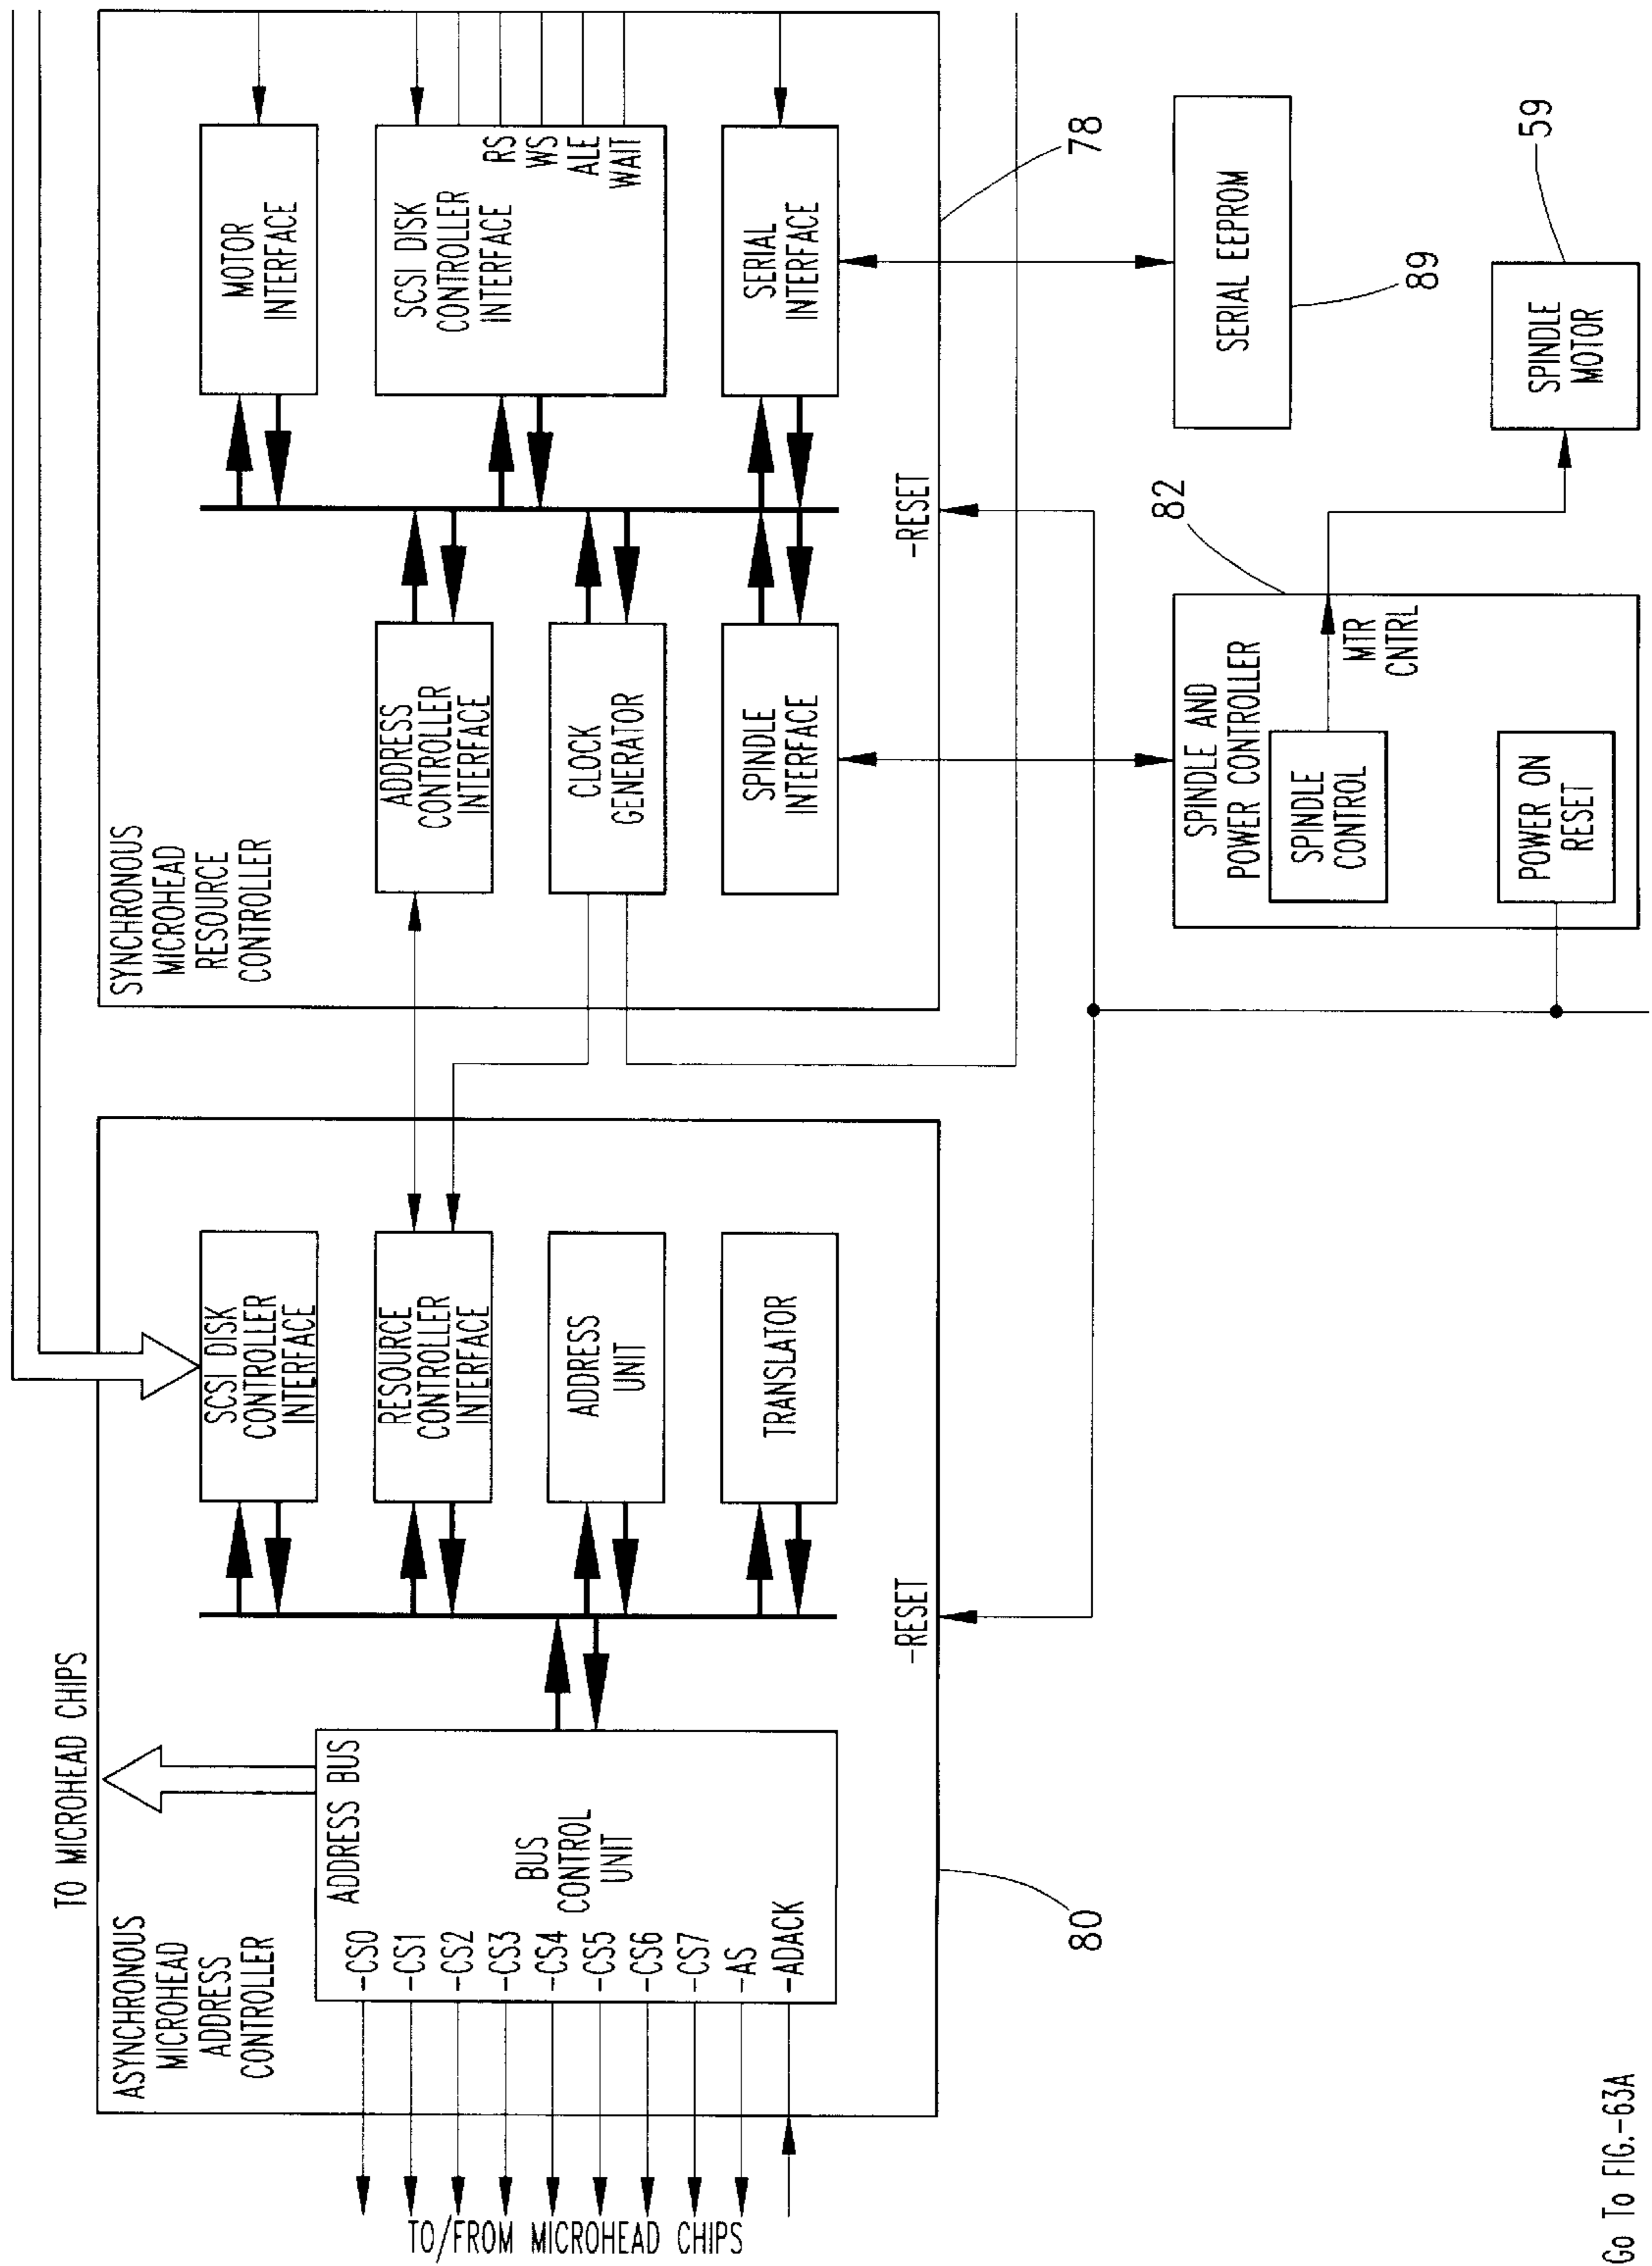 TO MICROHEAD CHIPS
ASYNCHRONOUS
MICROHEAD
ADDRESS
CONTROLLER
ADDRESS BUS
BUS
CONTROL
UNIT
-CS0
-CS1
-CS2
-CS3
-CS4
-CS5
-CS6
-CS7
-AS
-ADACK
TO/FROM MICROHEAD CHIPS
SCSI DISK
CONTROLLER
INTERFACE
RESOURCE
CONTROLLER
INTERFACE
ADDRESS
UNIT
TRANSLATOR
-RESET
80
SYNCHRONOUS
MICROHEAD
RESOURCE
CONTROLLER
ADDRESS
CONTROLLER
INTERFACE
CLOCK
GENERATOR
SPINDLE
INTERFACE
MOTOR
INTERFACE
SCSI DISK
CONTROLLER
INTERFACE
RS
WS
ALE
WAIT
SERIAL
INTERFACE
-RESET
78
SPINDLE AND
POWER CONTROLLER
SPINDLE
CONTROL
MTR
CNTRL
POWER ON
RESET
82
SERIAL EEPROM
89
SPINDLE
MOTOR
59
Go To FIG.-63A